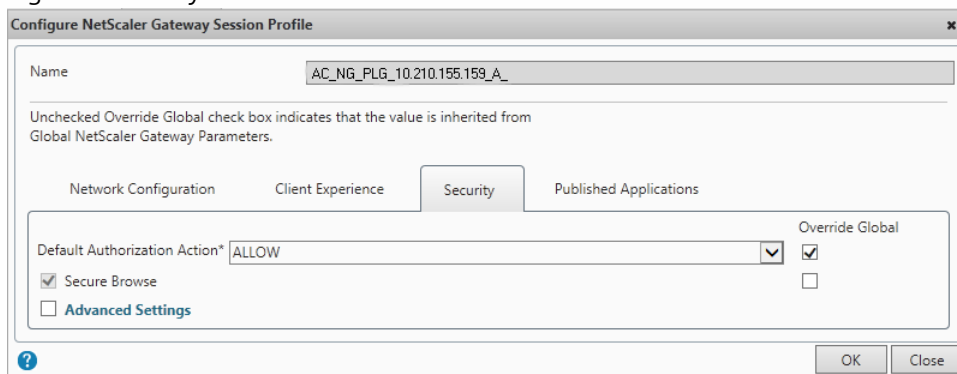 Configure NetScaler Gateway Session Profile
Name AC_NG_PLG_10.210.155.159_A_
Unchecked Override Global check box indicates that the value is inherited from
Global NetScaler Gateway Parameters.
Network Configuration Client Experience Security Published Applications
Override Global
Default Authorization Action* ALLOW
Secure Browse
Advanced Settings
? OK Close